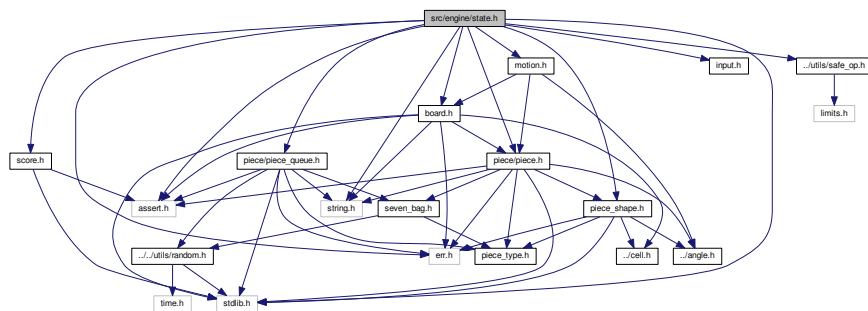 src/engine/state.h
motion.h
input.h
../utils/safe_op.h
board.h
limits.h
score.h
piece/piece_queue.h
piece/piece.h
assert.h
string.h
seven_bag.h
piece_shape.h
../../utils/random.h
err.h
piece_type.h
../cell.h
../angle.h
time.h
stdlib.h